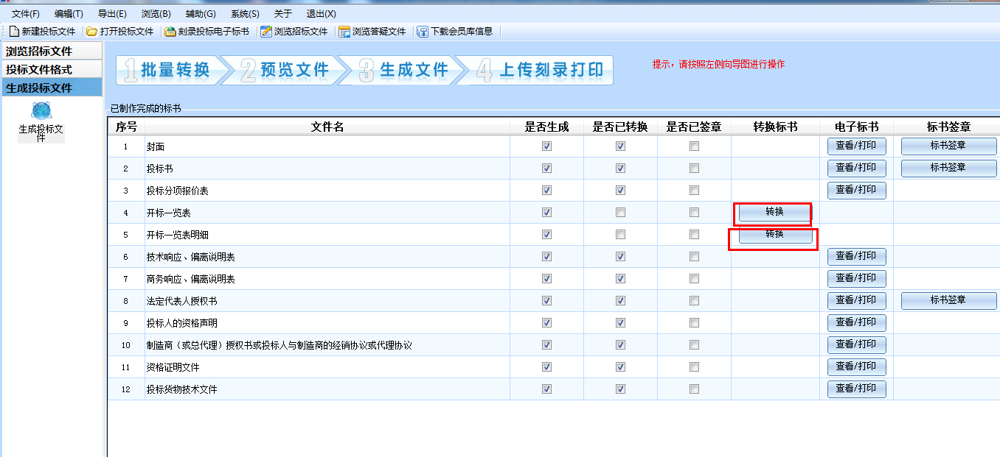 文件(F) 编辑(T) 导出(E) 浏览(B) 辅助(G) 系统(S) 关于 退出(X)
新建投标文件 打开投标文件 刻录投标电子标书 浏览招标文件 浏览答疑文件 下载会员库信息
浏览招标文件
投标文件格式
生成投标文件
生成投标文
件
1 批量转换 2 预览文件 3 生成文件 4 上传刻录打印
提示，请按照左侧向导图进行操作
已制作完成的标书
序号 文件名 是否生成 是否已转换 是否已签章 转换标书 电子标书 标书签章
1 封面 查看/打印 标书签章
2 投标书 查看/打印 标书签章
3 投标分项报价表 查看/打印
4 开标一览表 转换
5 开标一览表明细 转换
6 技术响应、偏离说明表 查看/打印
7 商务响应、偏离说明表 查看/打印
8 法定代表人授权书 查看/打印 标书签章
9 投标人的资格声明 查看/打印
10 制造商（或总代理）授权书或投标人与制造商的经销协议或代理协议 查看/打印
11 资格证明文件 查看/打印
12 投标货物技术文件 查看/打印